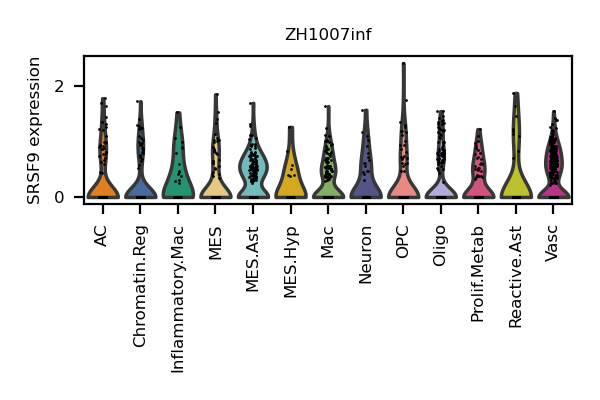 ZH1007inf
SRSF9 expression
2
0
AC
Chromatin.Reg
Inflammatory.Mac
MES
MES.Ast
MES.Hyp
Mac
Neuron
OPC
Oligo
Prolif.Metab
Reactive.Ast
Vasc